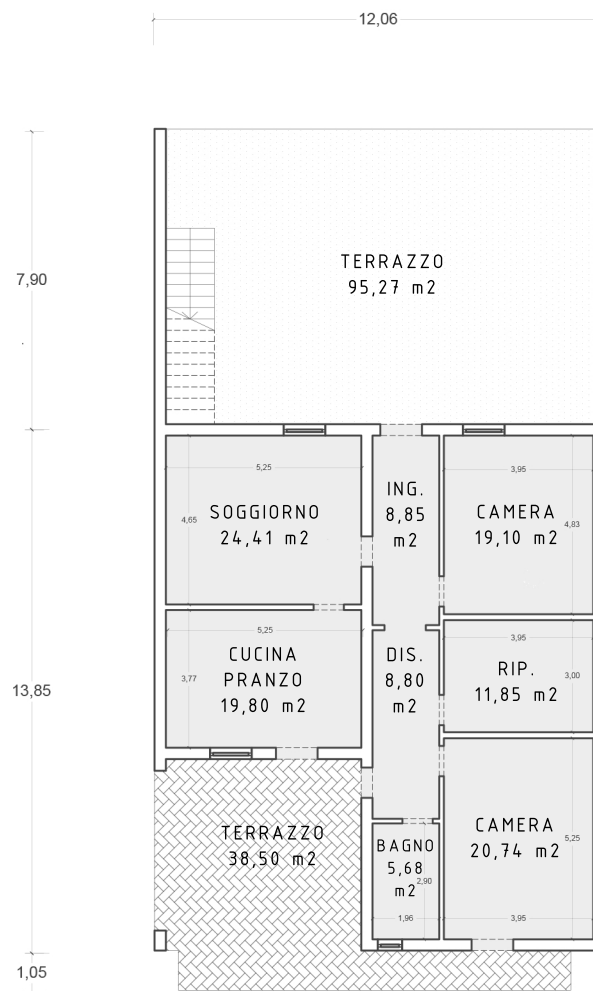 12,06
7,90
TERRAZZO
95,27 m2
5,25
4,65
SOGGIORNO
24,41 m2
ING.
8,85
m2
3,95
CAMERA
19,10 m2
4,83
5,25
CUCINA
PRANZO
19,80 m2
3,77
DIS.
8,80
m2
3,95
RIP.
11,85 m2
3,00
13,85
TERRAZZO
38,50 m2
BAGNO
5,68
m2
2,90
1,96
CAMERA
20,74 m2
5,25
3,95
1,05